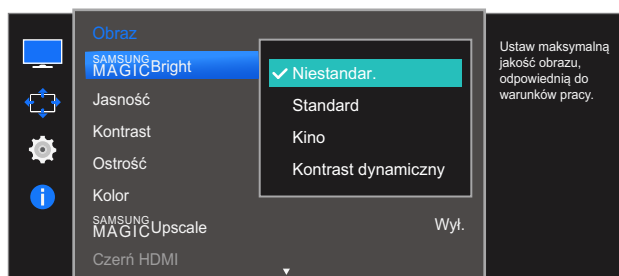 Obraz
SAMSUNG
MAGICBright
Jasność
Kontrast
Ostrość
Kolor
SAMSUNG
MAGICUpscale
Wył.
Czerń HDMI
Niestandar.
Standard
Kino
Kontrast dynamiczny
Ustaw maksymalną
jakość obrazu,
odpowiednią do
warunków pracy.